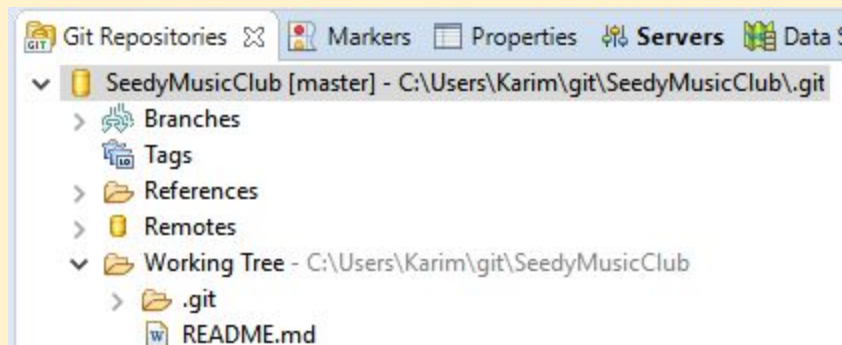 GIT Git Repositories Markers Properties Servers Data S
SeedyMusicClub [master] - C:\Users\Karim\git\SeedyMusicClub\.git
Branches
Tags
References
Remotes
Working Tree - C:\Users\Karim\git\SeedyMusicClub
.git
W README.md